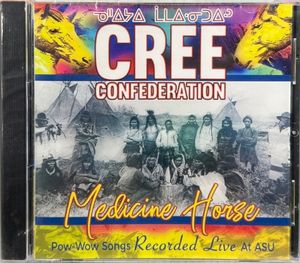 CREE
CONFEDERATION
Medicine Horse
Pow-Wow Songs Recorded Live At ASU